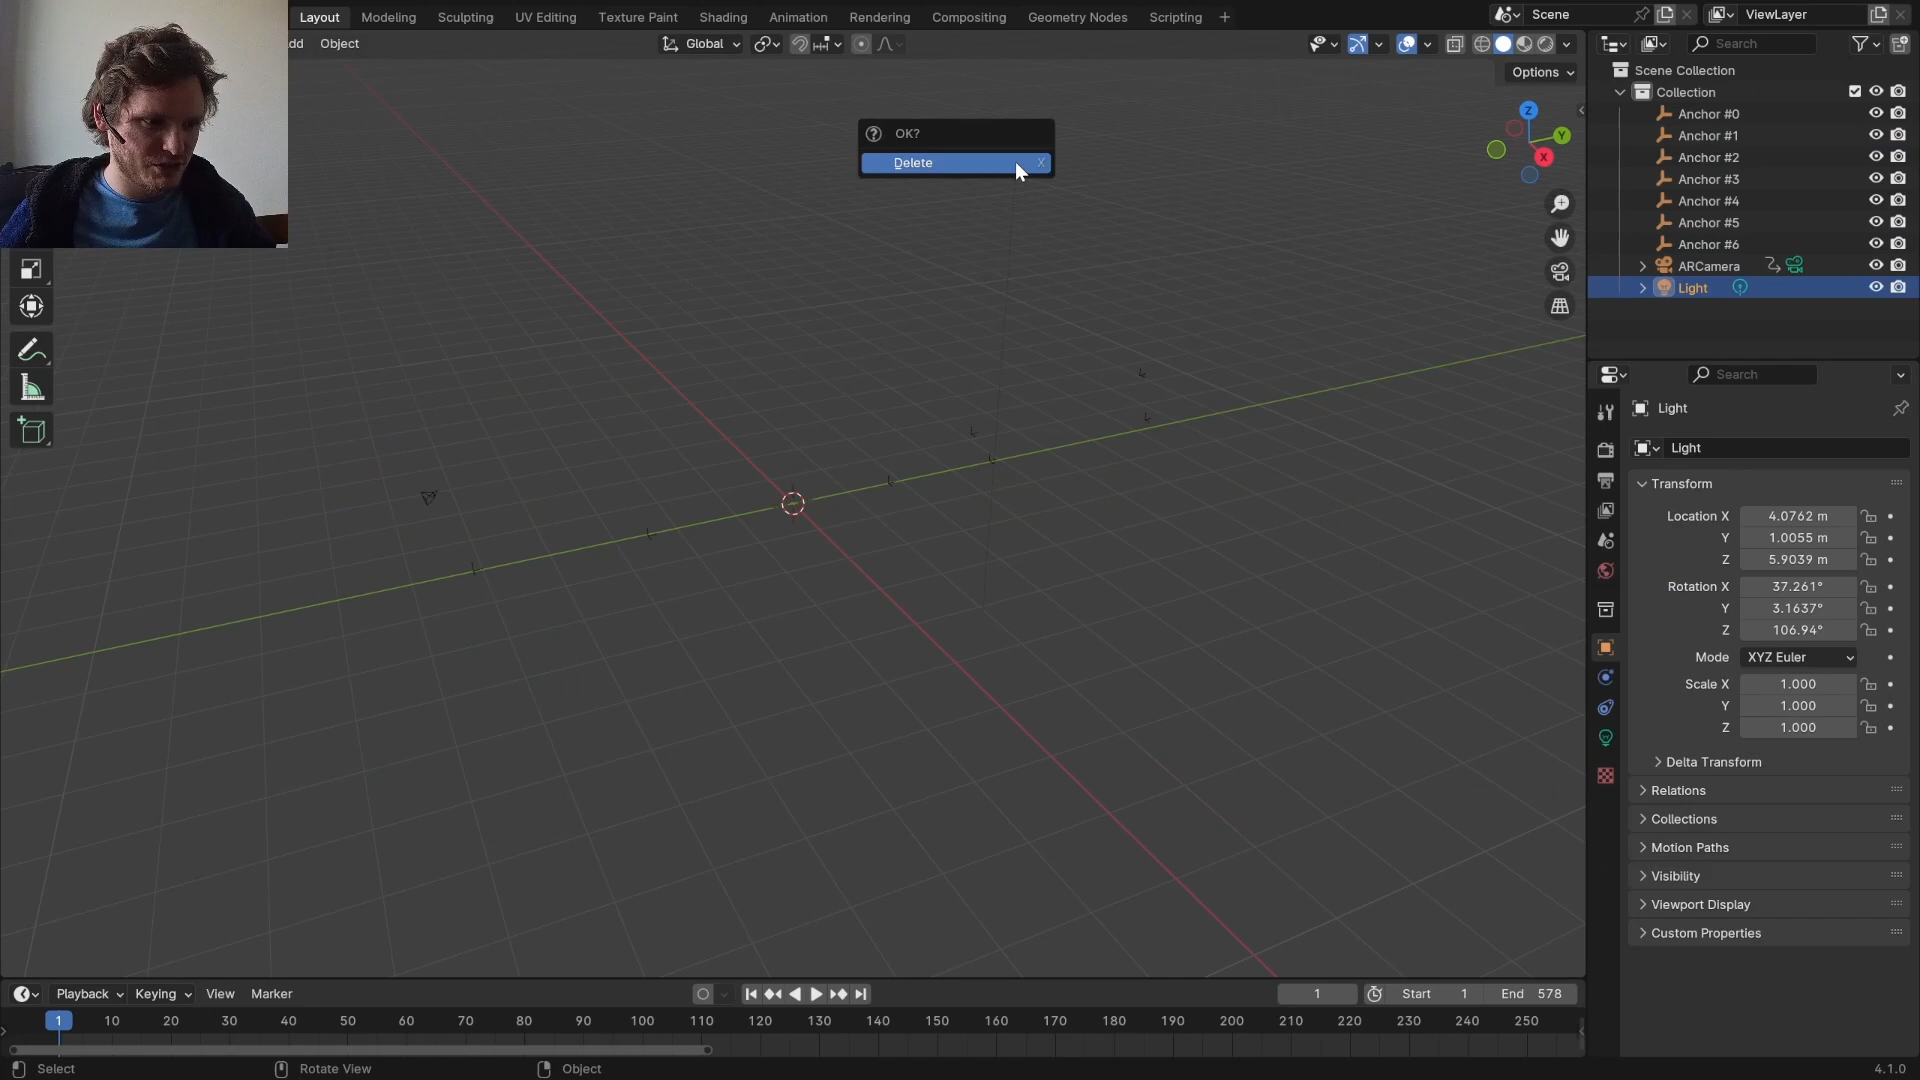 Layout Modeling Sculpting UV Editing Texture Paint Shading Animation Rendering Compositing Geometry Nodes Scripting
Scene
ViewLayer
dd Object
Global
Search
Options
Scene Collection
Collection
Anchor #0
Anchor #1
Anchor #2
Anchor #3
Anchor #4
Anchor #5
Anchor #6
ARCamera
Light
OK?
Delete X
Z
Y
X
Search
Light
Light
Transform
Location X 4.0762 m
Y 1.0055 m
Z 5.9039 m
Rotation X 37.261°
Y 3.1637°
Z 106.94°
Mode XYZ Euler
Scale X 1.000
Y 1.000
Z 1.000
Delta Transform
Relations
Collections
Motion Paths
Visibility
Viewport Display
Custom Properties
Playback Keying View Marker
1 Start 1 End 578
1 10 20 30 40 50 60 70 80 90 100 110 120 130 140 150 160 170 180 190 200 210 220 230 240 250
Select Rotate View Object 4.1.0